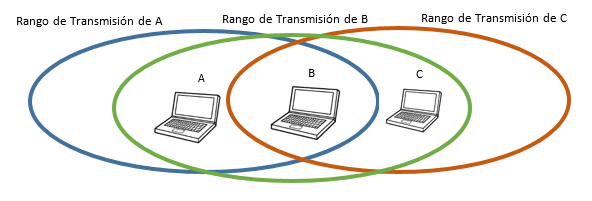 Rango de Transmisión de A
Rango de Transmisión de B
Rango de Transmisión de C
A
B
C